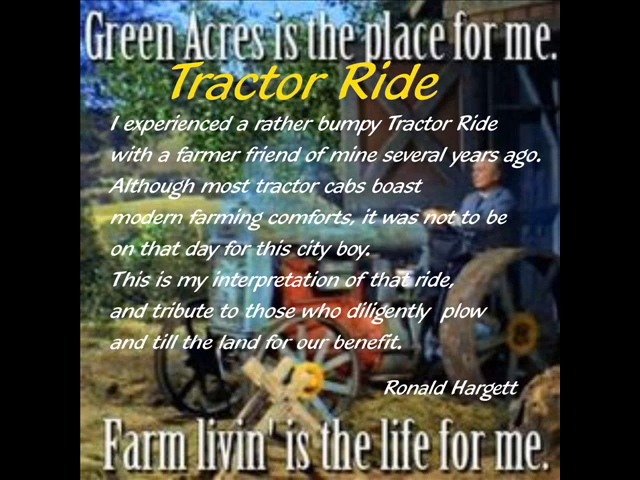 Green Acres is the place for me.
Tractor Ride
I experienced a rather bumpy Tractor Ride
with a farmer friend of mine several years ago.
Although most tractor cabs boast
modern farming comforts, it was not to be
on that day for this city boy.
This is my interpretation of that ride,
and tribute to those who diligently plow
and till the land for our benefit.
Ronald Hargett
Farm livin' is the life for me.